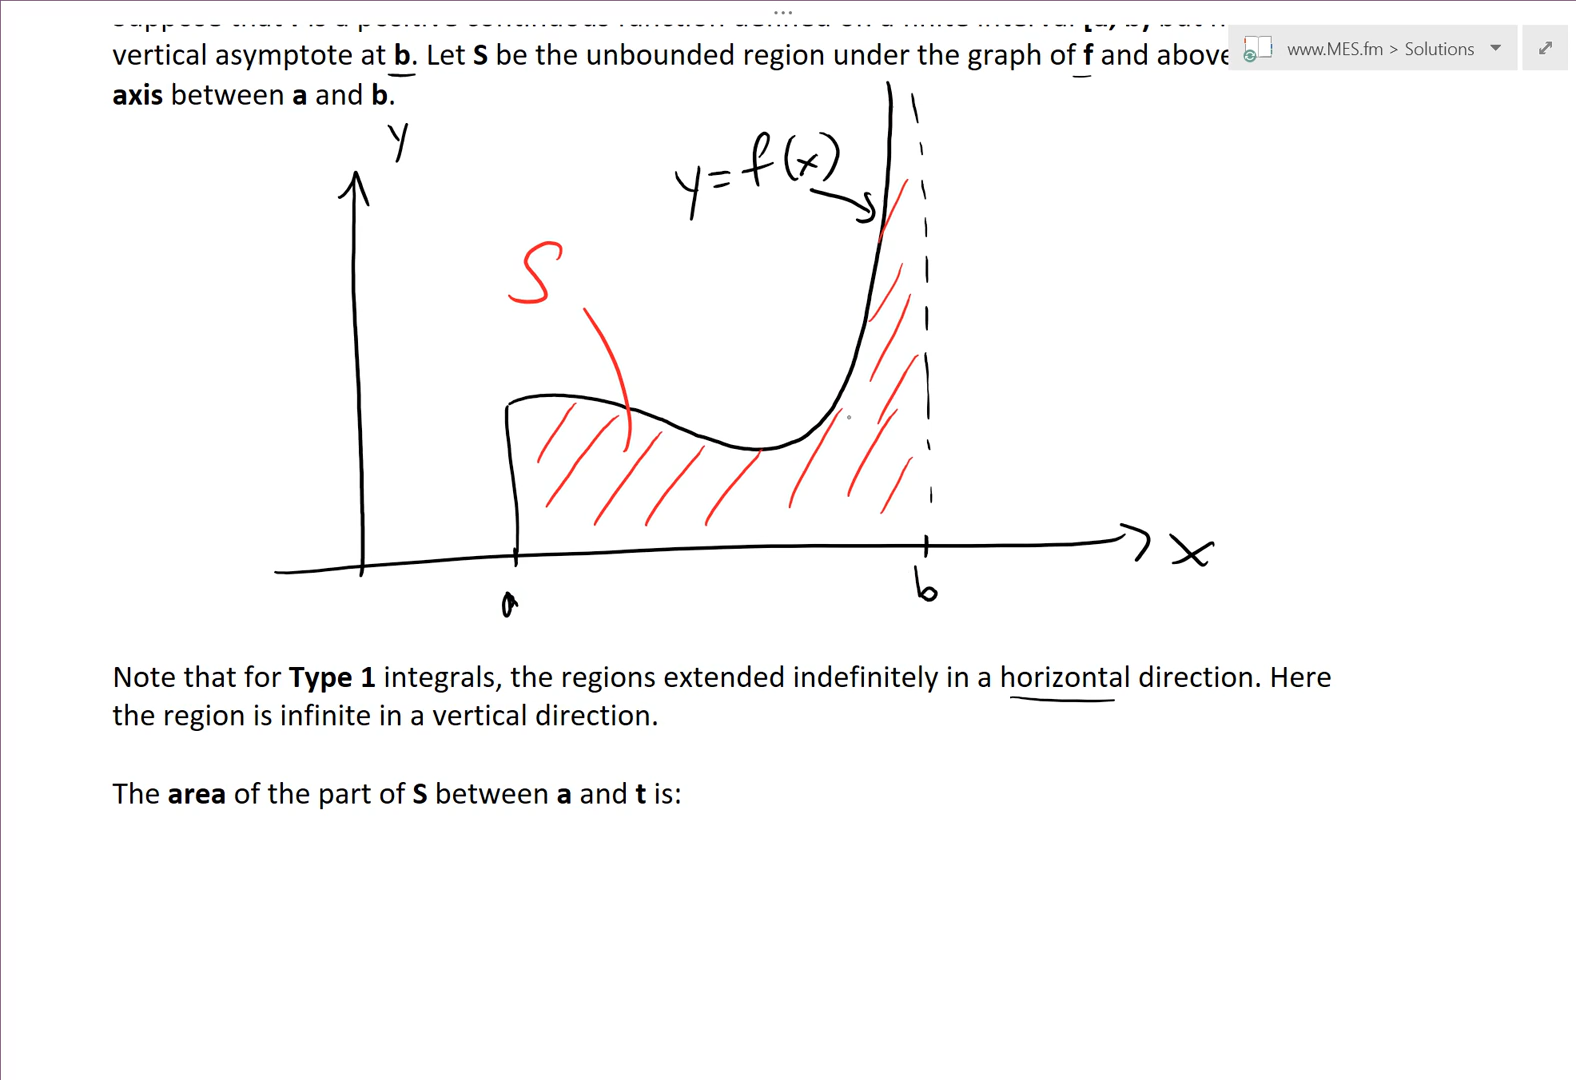 vertical asymptote at b. Let S be the unbounded region under the graph of f and above
www.MES.fm > Solutions
axis between a and b.
y
y = f(x)
S
a
b
x
Note that for Type 1 integrals, the regions extended indefinitely in a horizontal direction. Here
the region is infinite in a vertical direction.
The area of the part of S between a and t is: